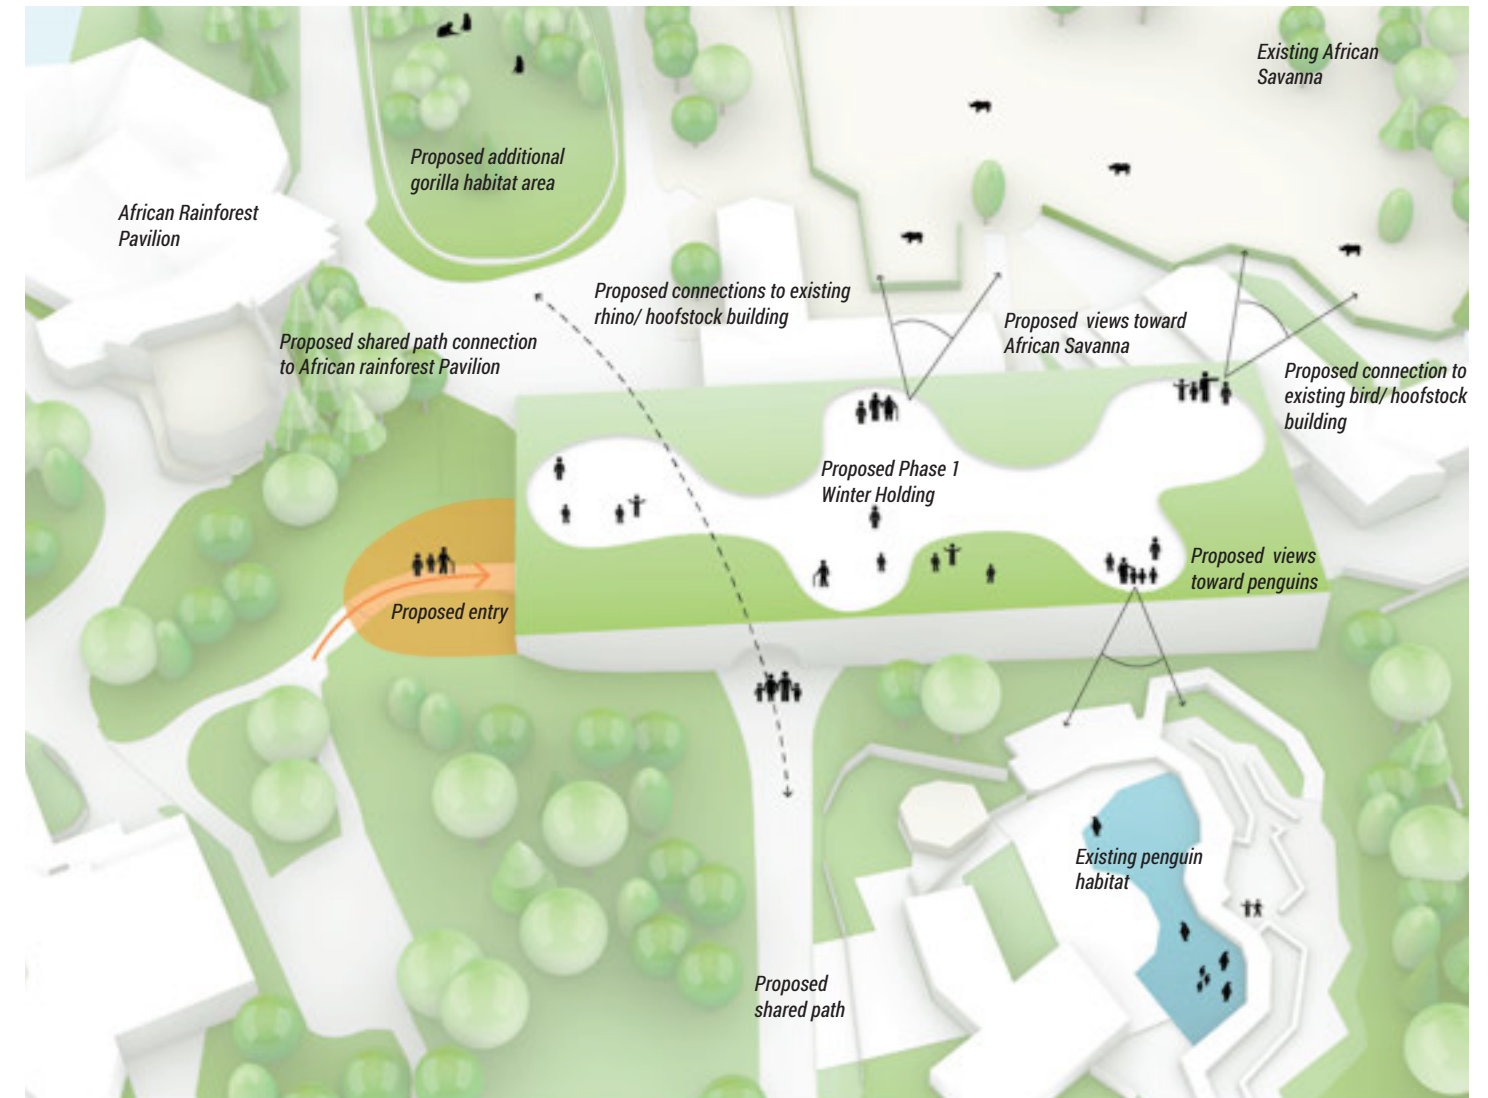 Existing African
Savanna
Proposed additional
gorilla habitat area
African Rainforest
Pavilion
Proposed connections to existing
rhino/ hoofstock building
Proposed views toward
African Savanna
Proposed shared path connection
to African rainforest Pavilion
Proposed connection to
existing bird/ hoofstock
building
Proposed Phase 1
Winter Holding
Proposed views
toward penguins
Proposed entry
Existing penguin
habitat
Proposed
shared path